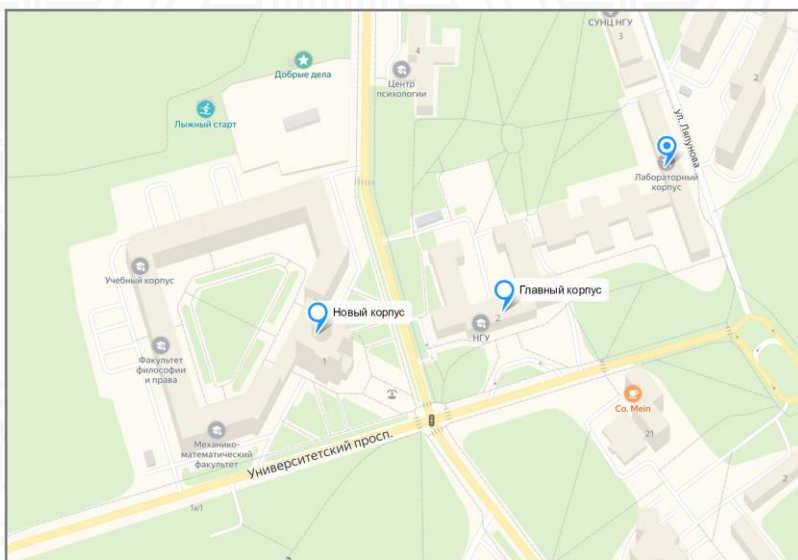 СУНЦ НГУ
3
4
Центр
психологии
Добрые дела
Лыжный старт
2
ул. Ляпунова
Лабораторный
корпус
Учебный корпус
Новый корпус
Главный корпус
2
НГУ
Факультет
философии
и права
1
Co. Mein
21
Механико-
математический
факультет
Университетский просп.
2
1к1